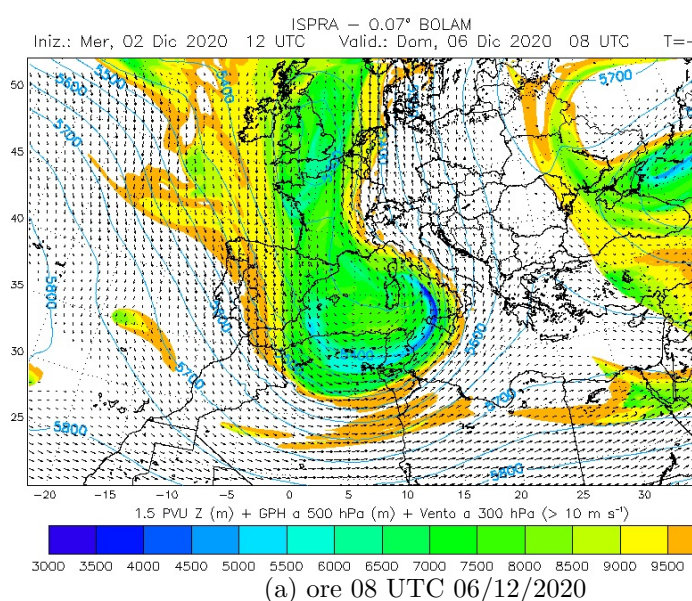 ISPRA – 0.07° BOLAM
Iniz.: Mer, 02 Dic 2020 12 UTC Valid.: Dom, 06 Dic 2020 08 UTC T=-
50
45
40
35
30
25
5600
5500
5700
5700
5800
5700
5800
5700
5800
-20 -15 -10 -5 0 5 10 15 20 25 30
1.5 PVU Z (m) + GPH a 500 hPa (m) + Vento a 300 hPa (> 10 m s⁻¹)
3000 3500 4000 4500 5000 5500 6000 6500 7000 7500 8000 8500 9000 9500
(a) ore 08 UTC 06/12/2020